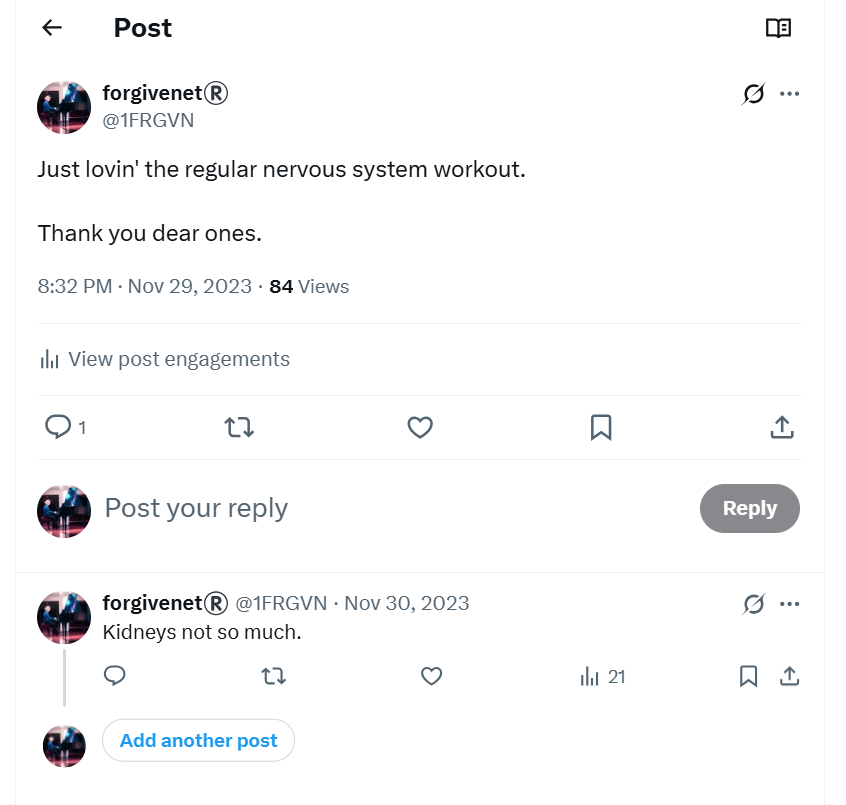 Post
forgivenet®
@1FRGVN
Just lovin' the regular nervous system workout.
Thank you dear ones.
8:32 PM · Nov 29, 2023 · 84 Views
View post engagements
1
Post your reply
Reply
forgivenet® @1FRGVN · Nov 30, 2023
Kidneys not so much.
21
Add another post